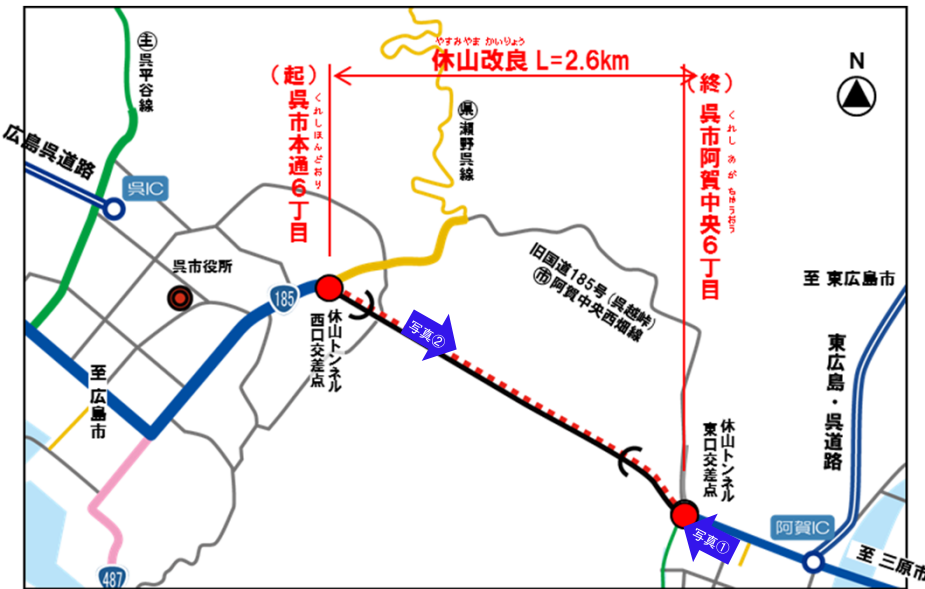 やすみやま かいりょう
休山改良 L=2.6km
(起)
呉市本通6丁目
くれしほんどおり
(終)
呉市阿賀中央6丁目
くれし あが ちゅうおう
N
主 呉平谷線
広島呉道路
呉IC
県 瀬野呉線
呉市役所
185
旧国道185号(呉越峠)
市 阿賀中央西畑線
至 東広島市
休山トンネル
西口交差点
写真②
至 広島市
東広島・呉道路
休山トンネル
東口交差点
写真①
阿賀IC
至 三原市
487